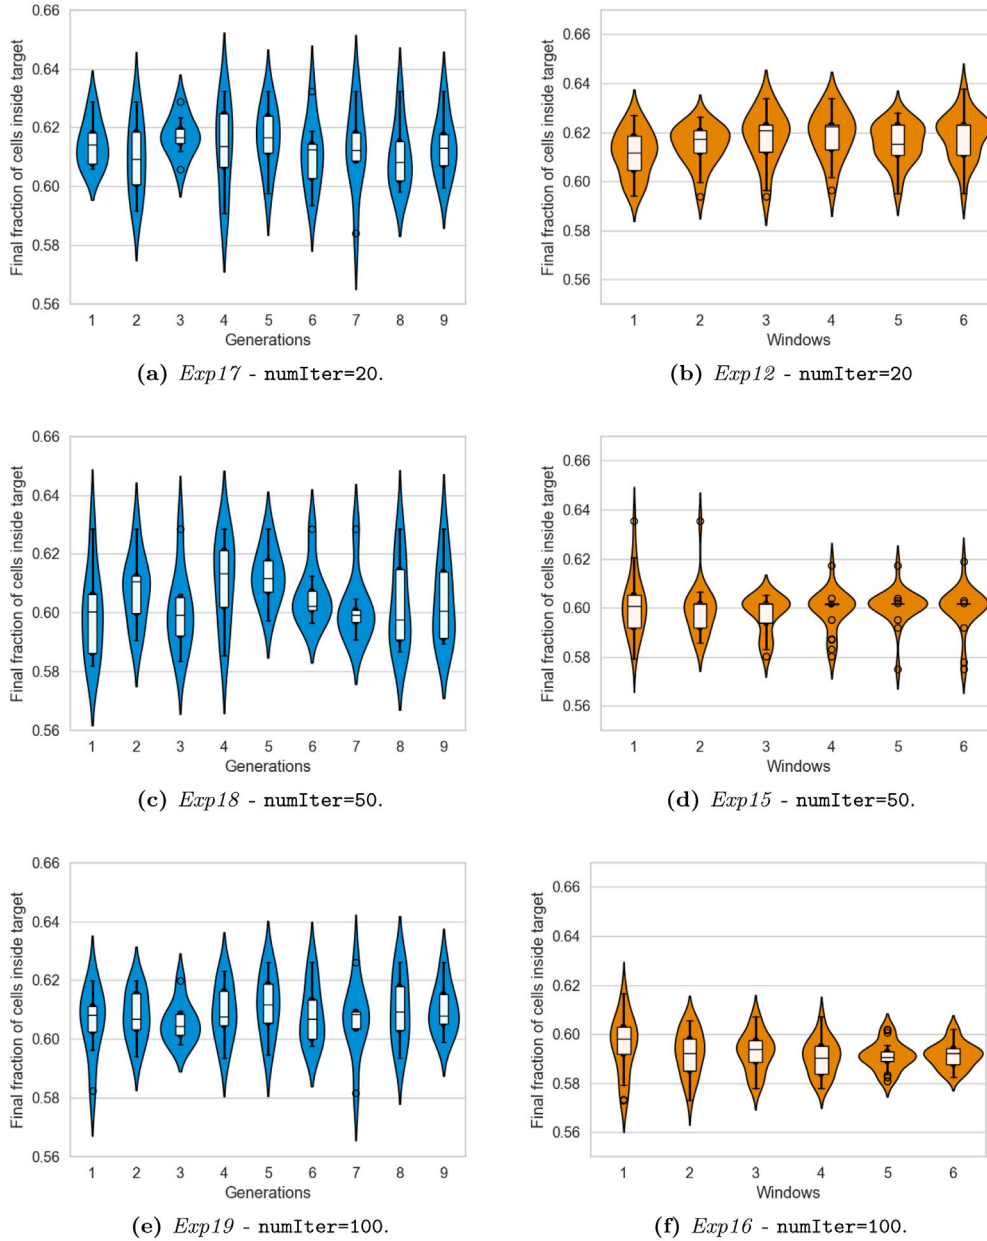 0.66
0.64
0.62
0.60
0.58
0.56
Final fraction of cells inside target
1 2 3 4 5 6 7 8 9
Generations
(a) Exp17 - numIter=20.
0.66
0.64
0.62
0.60
0.58
0.56
Final fraction of cells inside target
1 2 3 4 5 6
Windows
(b) Exp12 - numIter=20
0.66
0.64
0.62
0.60
0.58
0.56
Final fraction of cells inside target
1 2 3 4 5 6 7 8 9
Generations
(c) Exp18 - numIter=50.
0.66
0.64
0.62
0.60
0.58
0.56
Final fraction of cells inside target
1 2 3 4 5 6
Windows
(d) Exp15 - numIter=50.
0.66
0.64
0.62
0.60
0.58
0.56
Final fraction of cells inside target
1 2 3 4 5 6 7 8 9
Generations
(e) Exp19 - numIter=100.
0.66
0.64
0.62
0.60
0.58
0.56
Final fraction of cells inside target
1 2 3 4 5 6
Windows
(f) Exp16 - numIter=100.